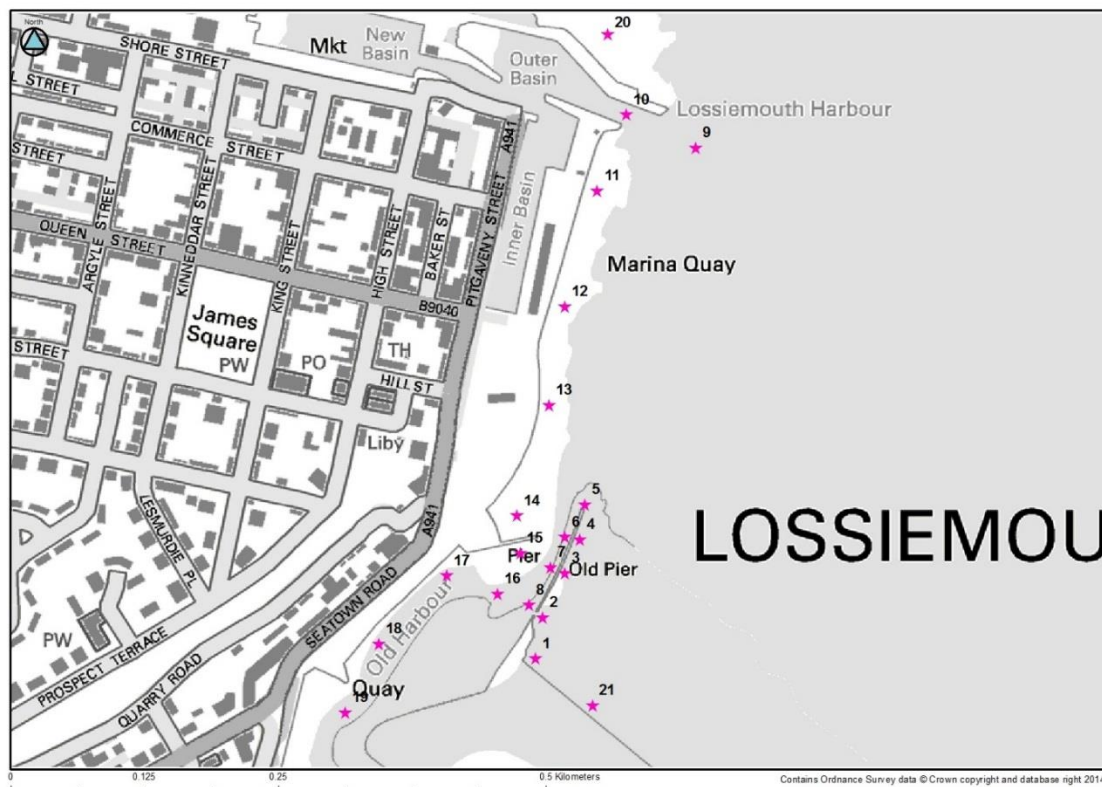 North
20
SHORE STREET
Mkt
New
Basin
Outer
Basin
L STREET
10
Lossiemouth Harbour
9
COMMERCE STREET
A941
STREET
11
Inner Basin
STREET
ARGYLE STREET
KINNEDDAR STREET
KING STREET
HIGH STREET
BAKER ST
PITGAVENY STREET
QUEEN STREET
Marina Quay
B9040
12
James
Square
PW
PO
TH
STREET
HILL ST
13
Liby
LESMURDIE PL
A941
14
5
6
4
LOSSIEMOU
15
7
Pier
3
Old Pier
17
16
8
2
Old Harbour
SEATOWN ROAD
PW
PROSPECT TERRACE
18
1
QUARRY ROAD
Quay
19
21
0
0.125
0.25
0.5 Kilometers
Contains Ordnance Survey data © Crown copyright and database right 2014